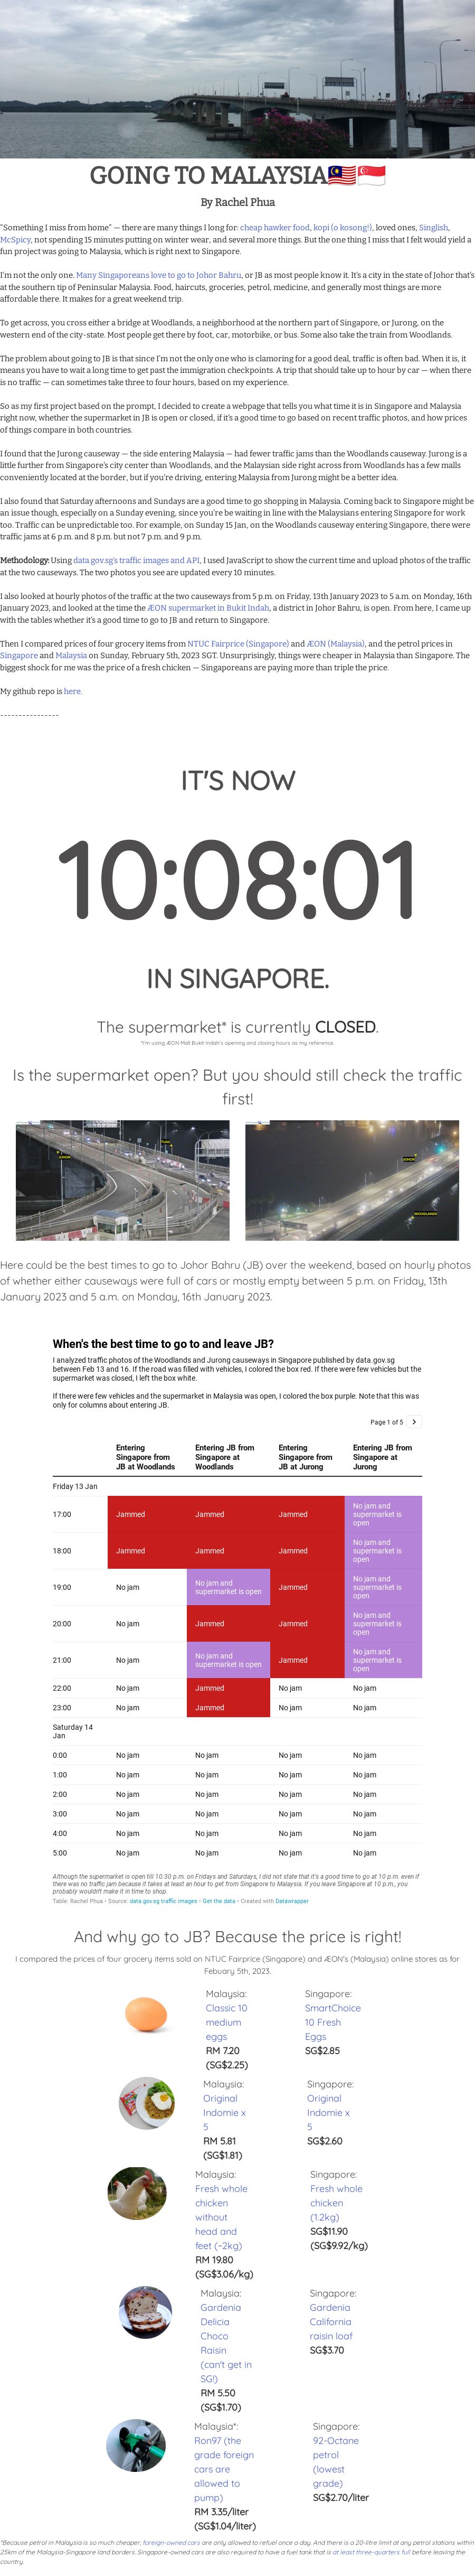 GOING TO MALAYSIA🇲🇾🇸🇬
By Rachel Phua
"Something I miss from home" — there are many things I long for: cheap hawker food, kopi (o kosong!), loved ones, Singlish,
McSpicy, not spending 15 minutes putting on winter wear, and several more things. But the one thing I miss that I felt would yield a
fun project was going to Malaysia, which is right next to Singapore.
I'm not the only one. Many Singaporeans love to go to Johor Bahru, or JB as most people know it. It's a city in the state of Johor that's
at the southern tip of Peninsular Malaysia. Food, haircuts, groceries, petrol, medicine, and generally most things are more
affordable there. It makes for a great weekend trip.
To get across, you cross either a bridge at Woodlands, a neighborhood at the northern part of Singapore, or Jurong, on the
western end of the city-state. Most people get there by foot, car, motorbike, or bus. Some also take the train from Woodlands.
The problem about going to JB is that since I'm not the only one who is clamoring for a good deal, traffic is often bad. When it is, it
means you have to wait a long time to get past the immigration checkpoints. A trip that should take up to hour by car — when there
is no traffic — can sometimes take three to four hours, based on my experience.
So as my first project based on the prompt, I decided to create a webpage that tells you what time it is in Singapore and Malaysia
right now, whether the supermarket in JB is open or closed, if it's a good time to go based on recent traffic photos, and how prices
of things compare in both countries.
I found that the Jurong causeway — the side entering Malaysia — had fewer traffic jams than the Woodlands causeway. Jurong is a
little further from Singapore's city center than Woodlands, and the Malaysian side right across Woodlands has a few malls
conveniently located at the border, but if you're driving, entering Malaysia from Jurong might be a better idea.
I also found that Saturday afternoons and Sundays are a good time to go shopping in Malaysia. Coming back to Singapore might be
an issue though, especially on a Sunday evening, since you're be waiting in line with the Malaysians entering Singapore for work
too. Traffic can be unpredictable too. For example, on Sunday 15 Jan, on the Woodlands causeway entering Singapore, there were
traffic jams at 6 p.m. and 8 p.m. but not 7 p.m. and 9 p.m.
Methodology: Using data.gov.sg's traffic images and API, I used JavaScript to show the current time and upload photos of the traffic
at the two causeways. The two photos you see are updated every 10 minutes.
I also looked at hourly photos of the traffic at the two causeways from 5 p.m. on Friday, 13th January 2023 to 5 a.m. on Monday, 16th
January 2023, and looked at the time the ÆON supermarket in Bukit Indah, a district in Johor Bahru, is open. From here, I came up
with the tables whether it's a good time to go to JB and return to Singapore.
Then I compared prices of four grocery items from NTUC Fairprice (Singapore) and ÆON (Malaysia), and the petrol prices in
Singapore and Malaysia on Sunday, February 5th, 2023 SGT. Unsurprisingly, things were cheaper in Malaysia than Singapore. The
biggest shock for me was the price of a fresh chicken — Singaporeans are paying more than triple the price.
My github repo is here.
----------------
IT'S NOW
10:08:01
IN SINGAPORE.
The supermarket* is currently CLOSED.
*I'm using ÆON Mall Bukit Indah's opening and closing hours as my reference.
Is the supermarket open? But you should still check the traffic
first!
JOHOR
WOODLANDS
Here could be the best times to go to Johor Bahru (JB) over the weekend, based on hourly photos
of whether either causeways were full of cars or mostly empty between 5 p.m. on Friday, 13th
January 2023 and 5 a.m. on Monday, 16th January 2023.
When's the best time to go to and leave JB?
I analyzed traffic photos of the Woodlands and Jurong causeways in Singapore published by data.gov.sg
between Feb 13 and 16. If the road was filled with vehicles, I colored the box red. If there were few vehicles but the
supermarket was closed, I left the box white.
If there were few vehicles and the supermarket in Malaysia was open, I colored the box purple. Note that this was
only for columns about entering JB.
Page 1 of 5 >
Entering Singapore from JB at Woodlands
Entering JB from Singapore at Woodlands
Entering Singapore from JB at Jurong
Entering JB from Singapore at Jurong
Friday 13 Jan
17:00 Jammed Jammed Jammed No jam and supermarket is open
18:00 Jammed Jammed Jammed No jam and supermarket is open
19:00 No jam No jam and supermarket is open Jammed No jam and supermarket is open
20:00 No jam Jammed Jammed No jam and supermarket is open
21:00 No jam No jam and supermarket is open Jammed No jam and supermarket is open
22:00 No jam Jammed No jam No jam
23:00 No jam Jammed No jam No jam
Saturday 14
Jan
0:00 No jam No jam No jam No jam
1:00 No jam No jam No jam No jam
2:00 No jam No jam No jam No jam
3:00 No jam No jam No jam No jam
4:00 No jam No jam No jam No jam
5:00 No jam No jam No jam No jam
Although the supermarket is open till 10:30 p.m. on Fridays and Saturdays, I did not state that it's a good time to go at 10 p.m. even if
there was no traffic jam because it takes at least an hour to get from Singapore to Malaysia. If you leave Singapore at 10 p.m., you
probably wouldn't make it in time to shop.
Table: Rachel Phua • Source: data.gov.sg traffic images • Get the data • Created with Datawrapper
And why go to JB? Because the price is right!
I compared the prices of four grocery items sold on NTUC Fairprice (Singapore) and ÆON's (Malaysia) online stores as for
Febuary 5th, 2023.
Malaysia:
Classic 10
medium
eggs
RM 7.20
(SG$2.25)
Singapore:
SmartChoice
10 Fresh
Eggs
SG$2.85
Malaysia:
Original
Indomie x
5
RM 5.81
(SG$1.81)
Singapore:
Original
Indomie x
5
SG$2.60
Malaysia:
Fresh whole
chicken
without
head and
feet (~2kg)
RM 19.80
(SG$3.06/kg)
Singapore:
Fresh whole
chicken
(1.2kg)
SG$11.90
(SG$9.92/kg)
Malaysia:
Gardenia
Delicia
Choco
Raisin
(can't get in
SG!)
RM 5.50
(SG$1.70)
Singapore:
Gardenia
California
raisin loaf
SG$3.70
Malaysia*:
Ron97 (the
grade foreign
cars are
allowed to
pump)
RM 3.35/liter
(SG$1.04/liter)
Singapore:
92-Octane
petrol
(lowest
grade)
SG$2.70/liter
*Because petrol in Malaysia is so much cheaper, foreign-owned cars are only allowed to refuel once a day. And there is a 20-litre limit at any petrol stations within
25km of the Malaysia-Singapore land borders. Singapore-owned cars are also required to have a fuel tank that is at least three-quarters full before leaving the
country.